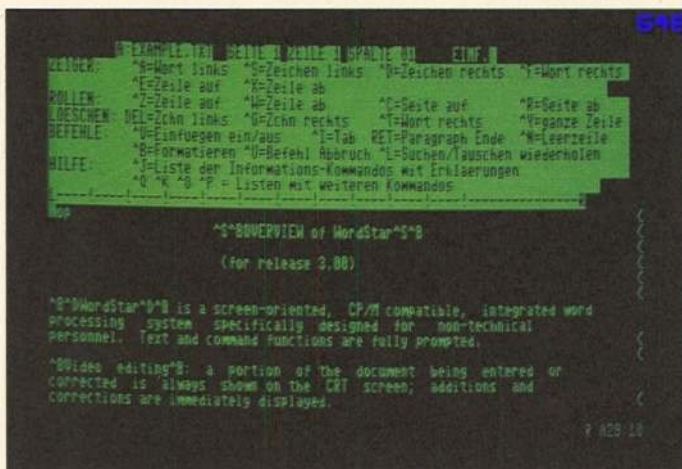 A:EXAMPLE.TXT SEITE 1 ZEILE 1 SPALTE 01 EINF.
ZEIGER: ^A=Wort links ^S=Zeichen links ^D=Zeichen rechts ^F=Wort rechts
^E=Zeile auf ^X=Zeile ab
ROLLEN: ^Z=Zeile auf ^W=Zeile ab ^C=Seite auf ^R=Seite ab
LOESCHEN: DEL=Zchn links ^G=Zchn rechts ^T=Wort rechts ^Y=ganze Zeile
BEFEHLE: ^V=Einfuegen ein/aus ^I=Tab RET=Paragraph Ende ^N=Leerzeile
^B=Formatieren ^U=Befehl Abbruch ^L=Suchen/Tauschen wiederholen
HILFE: ^J=Liste der Informations-Kommandos mit Erklaerungen
^Q ^K ^O ^P = Listen mit weiteren Kommandos
^S^BOVERVIEW of WordStar^S^B
(for release 3.00)
^B^DWordStar^D^B is a screen-oriented, CP/M compatible, integrated word
processing system specifically designed for non-technical
personnel. Text and command functions are fully prompted.
^BVideo editing^B: a portion of the document being entered or
corrected is always shown on the CRT screen; additions and
corrections are immediately displayed.